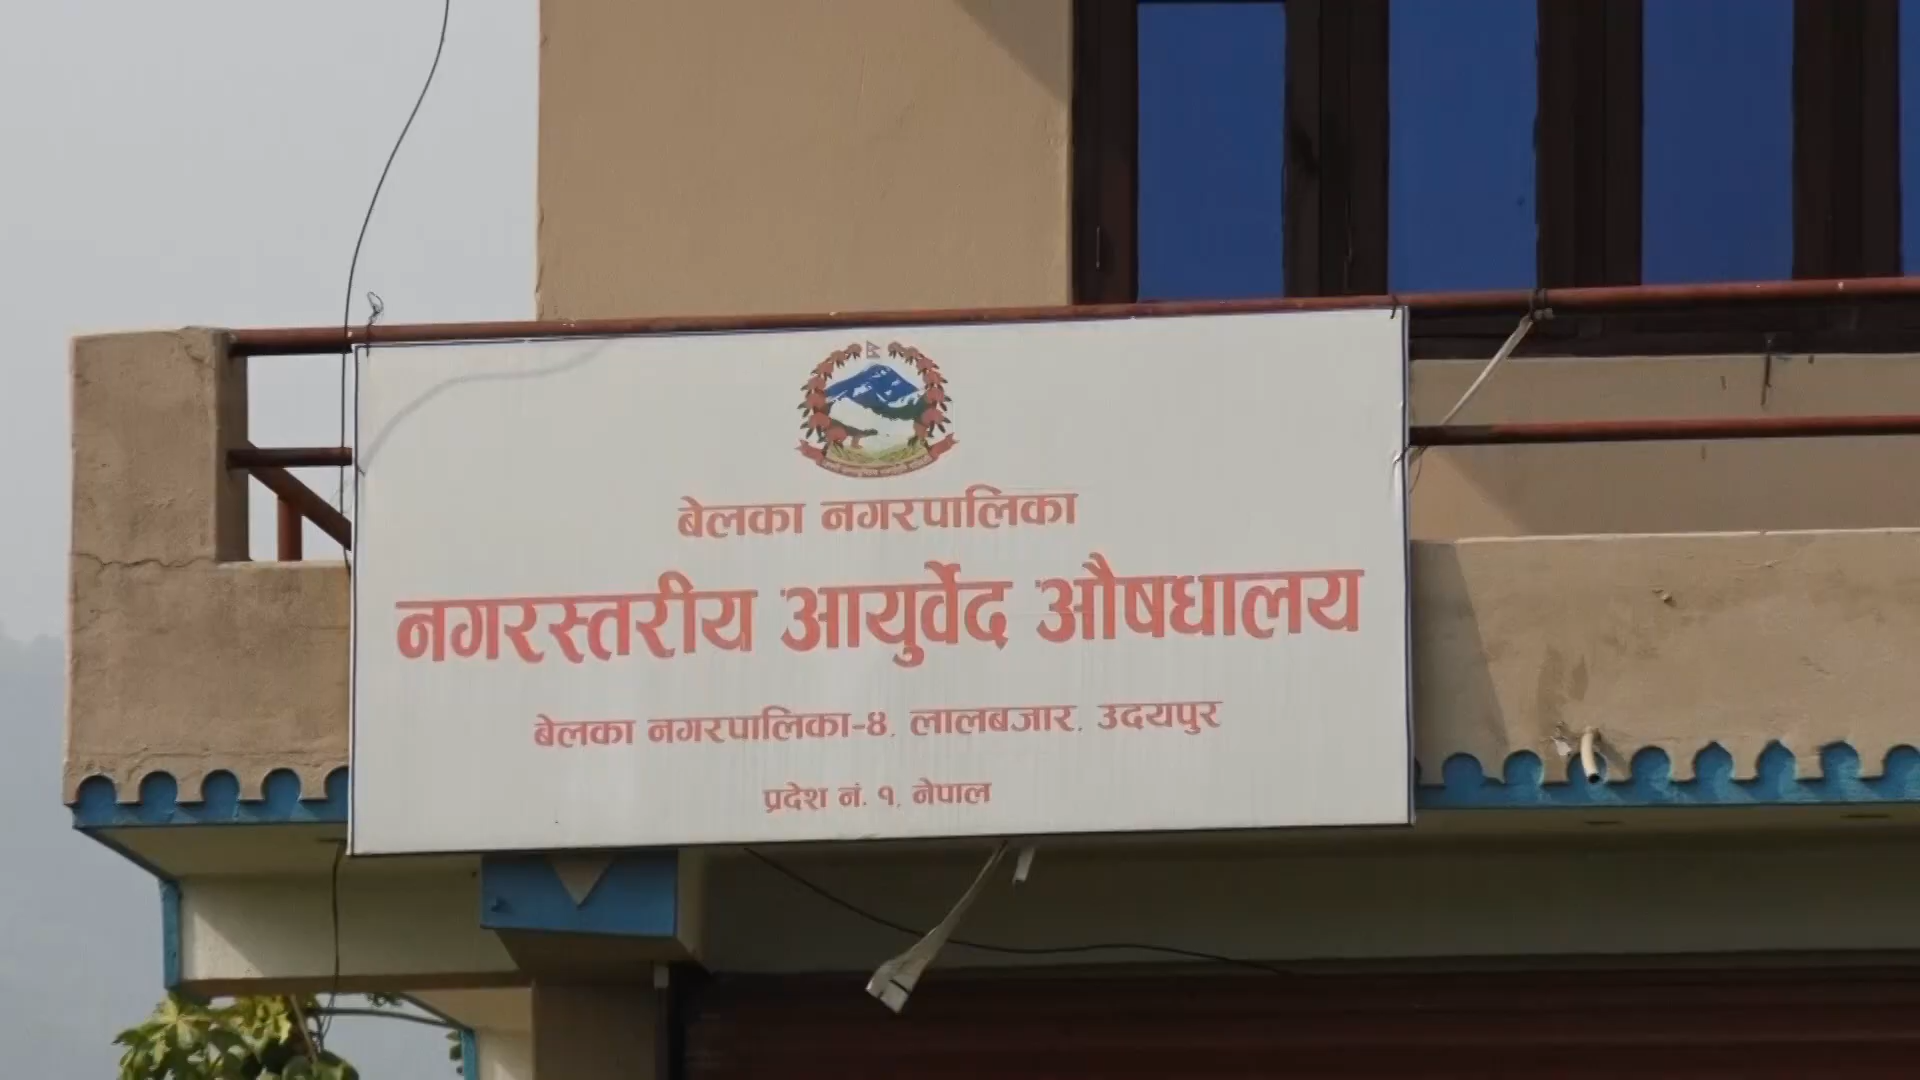 बेलका नगरपालिका
नगरस्तरीय आयुर्वेद औषधालय
बेलका नगरपालिका-४, लालबजार, उदयपुर
प्रदेश नं. १, नेपाल